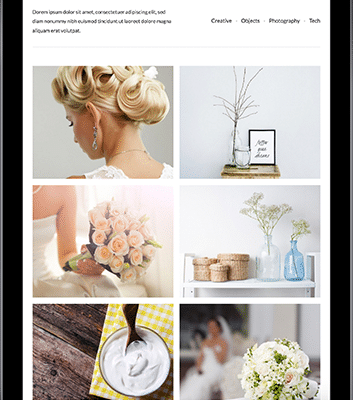 Lorem ipsum dolor sit amet, consectetuer adipiscing elit, sed
diam nonummy nibh euismod tincidunt ut laoreet dolore magna
aliquam erat volutpat.
Creative · Objects · Photography · Tech
follow
your
dreams